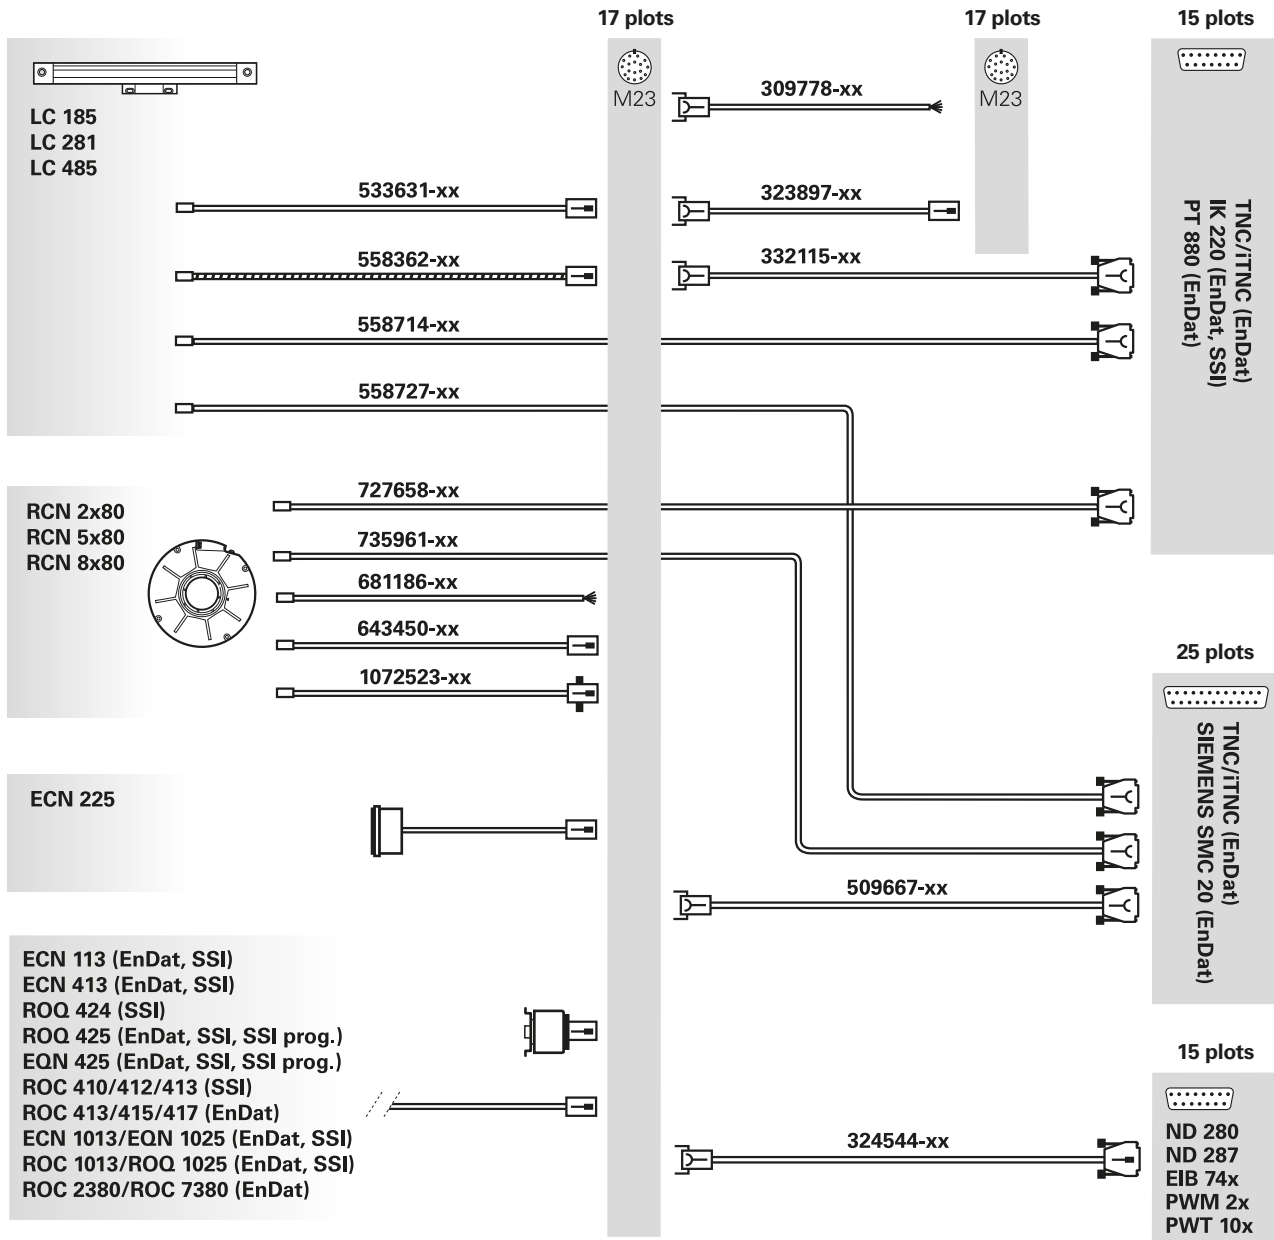 17 plots
17 plots
15 plots
M23
M23
LC 185
LC 281
LC 485
309778-xx
533631-xx
323897-xx
558362-xx
332115-xx
558714-xx
558727-xx
TNC/iTNC (EnDat)
IK 220 (EnDat, SSI)
PT 880 (EnDat)
RCN 2x80
RCN 5x80
RCN 8x80
727658-xx
735961-xx
681186-xx
643450-xx
1072523-xx
25 plots
TNC/iTNC (EnDat)
SIEMENS SMC 20 (EnDat)
ECN 225
509667-xx
ECN 113 (EnDat, SSI)
ECN 413 (EnDat, SSI)
ROQ 424 (SSI)
ROQ 425 (EnDat, SSI, SSI prog.)
EQN 425 (EnDat, SSI, SSI prog.)
ROC 410/412/413 (SSI)
ROC 413/415/417 (EnDat)
ECN 1013/EQN 1025 (EnDat, SSI)
ROC 1013/ROQ 1025 (EnDat, SSI)
ROC 2380/ROC 7380 (EnDat)
324544-xx
15 plots
ND 280
ND 287
EIB 74x
PWM 2x
PWT 10x